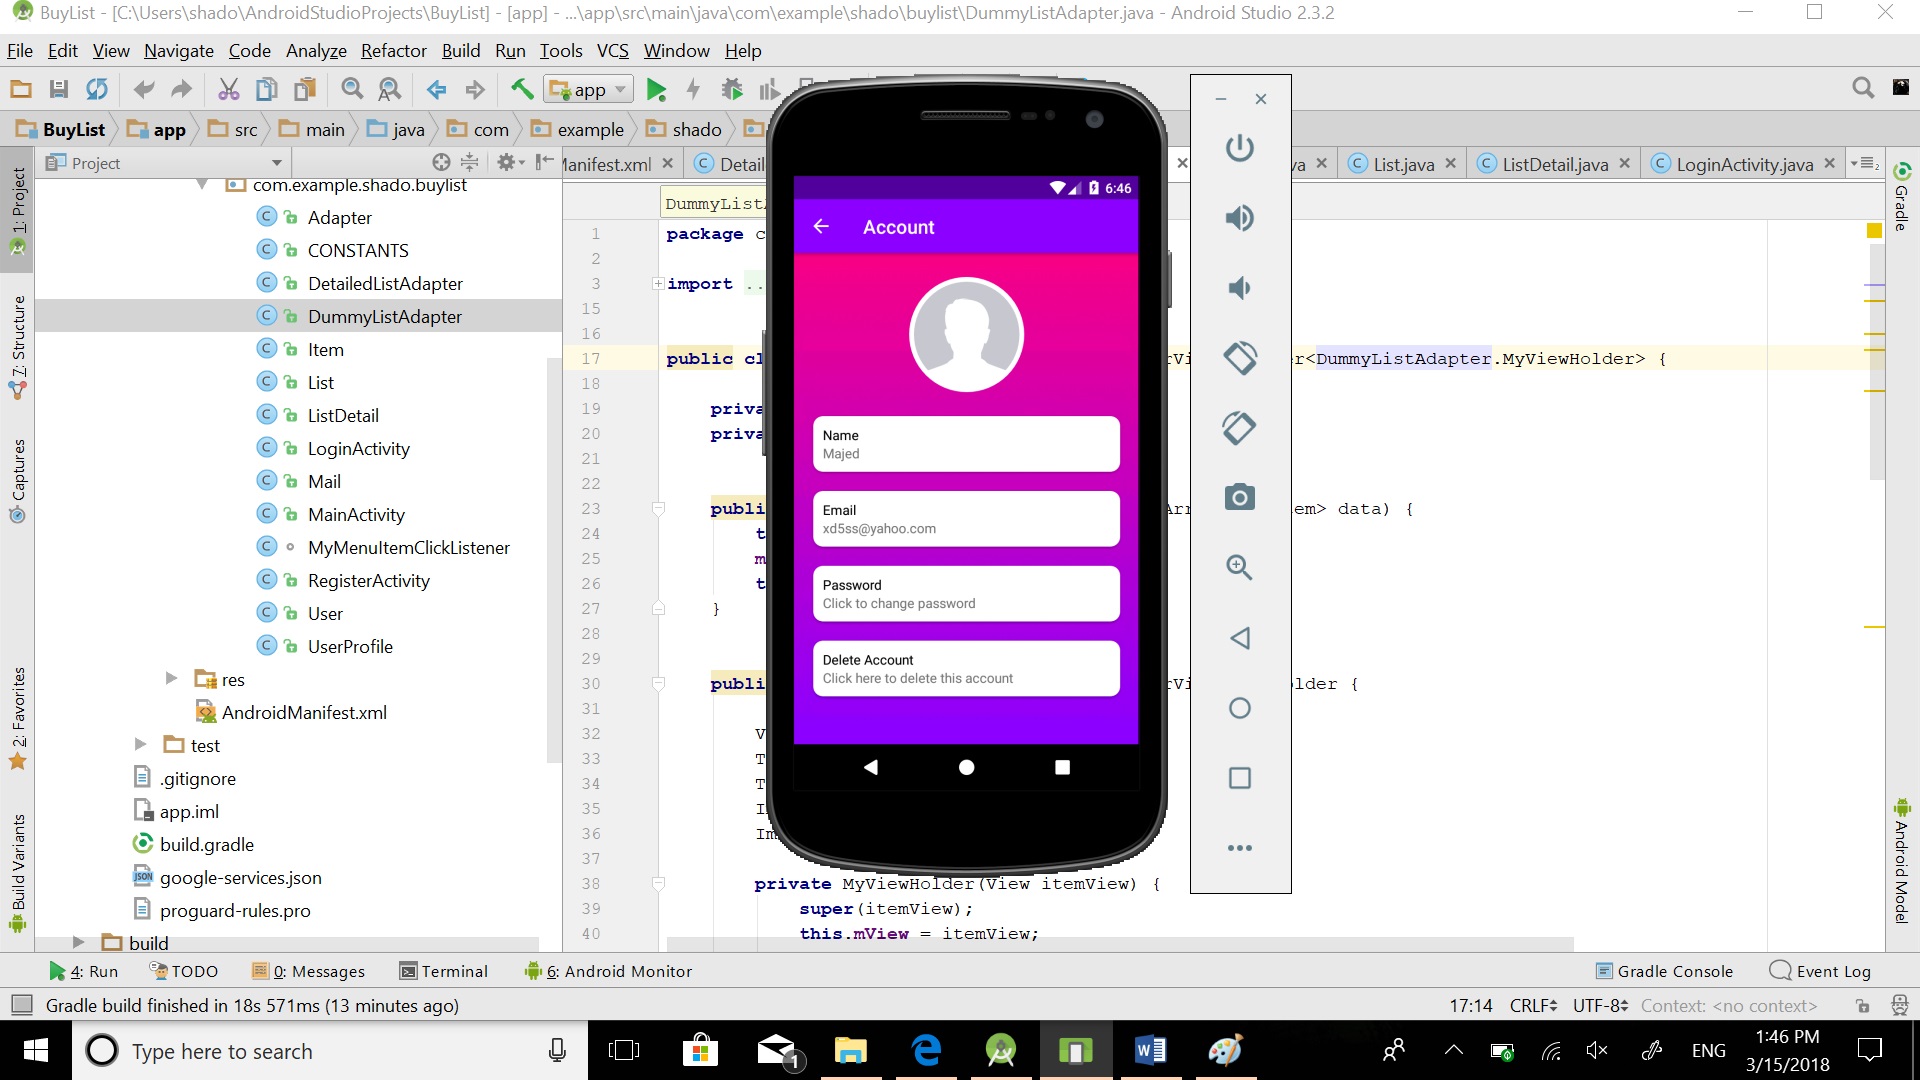 BuyList - [C:\Users\shado\AndroidStudioProjects\BuyList] - [app] - ...\app\src\main\java\com\example\shado\buylist\DummyListAdapter.java - Android Studio 2.3.2
File Edit View Navigate Code Analyze Refactor Build Run Tools VCS Window Help
app
BuyList app src main java com example shado
Project
Manifest.xml
List.java ListDetail.java LoginActivity.java
1: Project
7: Structure
Captures
2: Favorites
Build Variants
com.example.shado.buylist
Adapter
CONSTANTS
DetailedListAdapter
DummyListAdapter
Item
List
ListDetail
LoginActivity
Mail
MainActivity
MyMenuItemClickListener
RegisterActivity
User
UserProfile
res
AndroidManifest.xml
test
.gitignore
app.iml
build.gradle
google-services.json
proguard-rules.pro
build
1 package c
2
3 import ..
15
16
17 public cl
DummyListAdapter.MyViewHolder> {
18
19 priva
20 priva
21
22
23 publi
em> data) {
24 t
25 m
26 t
27 }
28
29
30 publi
older {
31
32 V
33 T
34 T
35 I
36 Im
37
38 private MyViewHolder(View itemView) {
39 super(itemView);
40 this.mView = itemView;
6:46
Account
Name
Majed
Email
xd5ss@yahoo.com
Password
Click to change password
Delete Account
Click here to delete this account
Gradle
Android Model
4: Run TODO 0: Messages Terminal 6: Android Monitor Gradle Console Event Log
Gradle build finished in 18s 571ms (13 minutes ago) 17:14 CRLF UTF-8 Context: <no context>
Type here to search
1
ENG
1:46 PM
3/15/2018